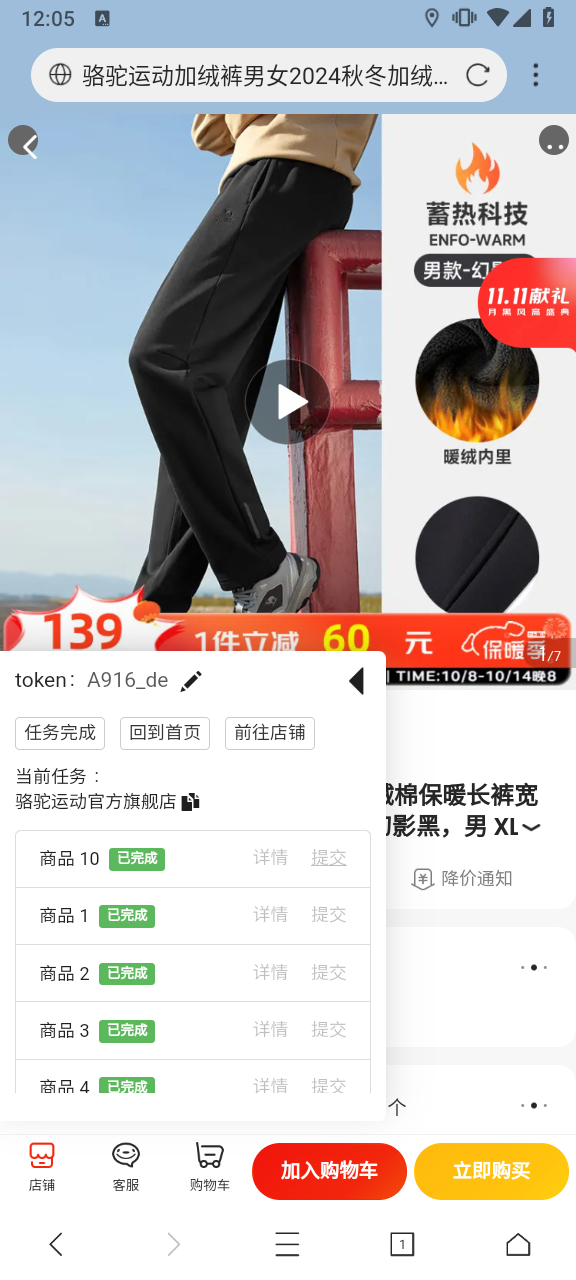 12:05
A
骆驼运动加绒裤男女2024秋冬加绒…
蓄热科技
ENFO-WARM
男款-幻
11.11献礼
月黑风高盛典
暖绒内里
139
1件立减 60 元
保暖季
1/7
TIME:10/8-10/14晚8
token: A916_de
任务完成 回到首页 前往店铺
当前任务：
骆驼运动官方旗舰店
绒棉保暖长裤宽
幻影黑，男 XL
降价通知
商品 10 已完成 详情 提交
商品 1 已完成 详情 提交
商品 2 已完成 详情 提交
商品 3 已完成 详情 提交
商品 4 已完成 详情 提交
个
店铺 客服 购物车 加入购物车 立即购买
1